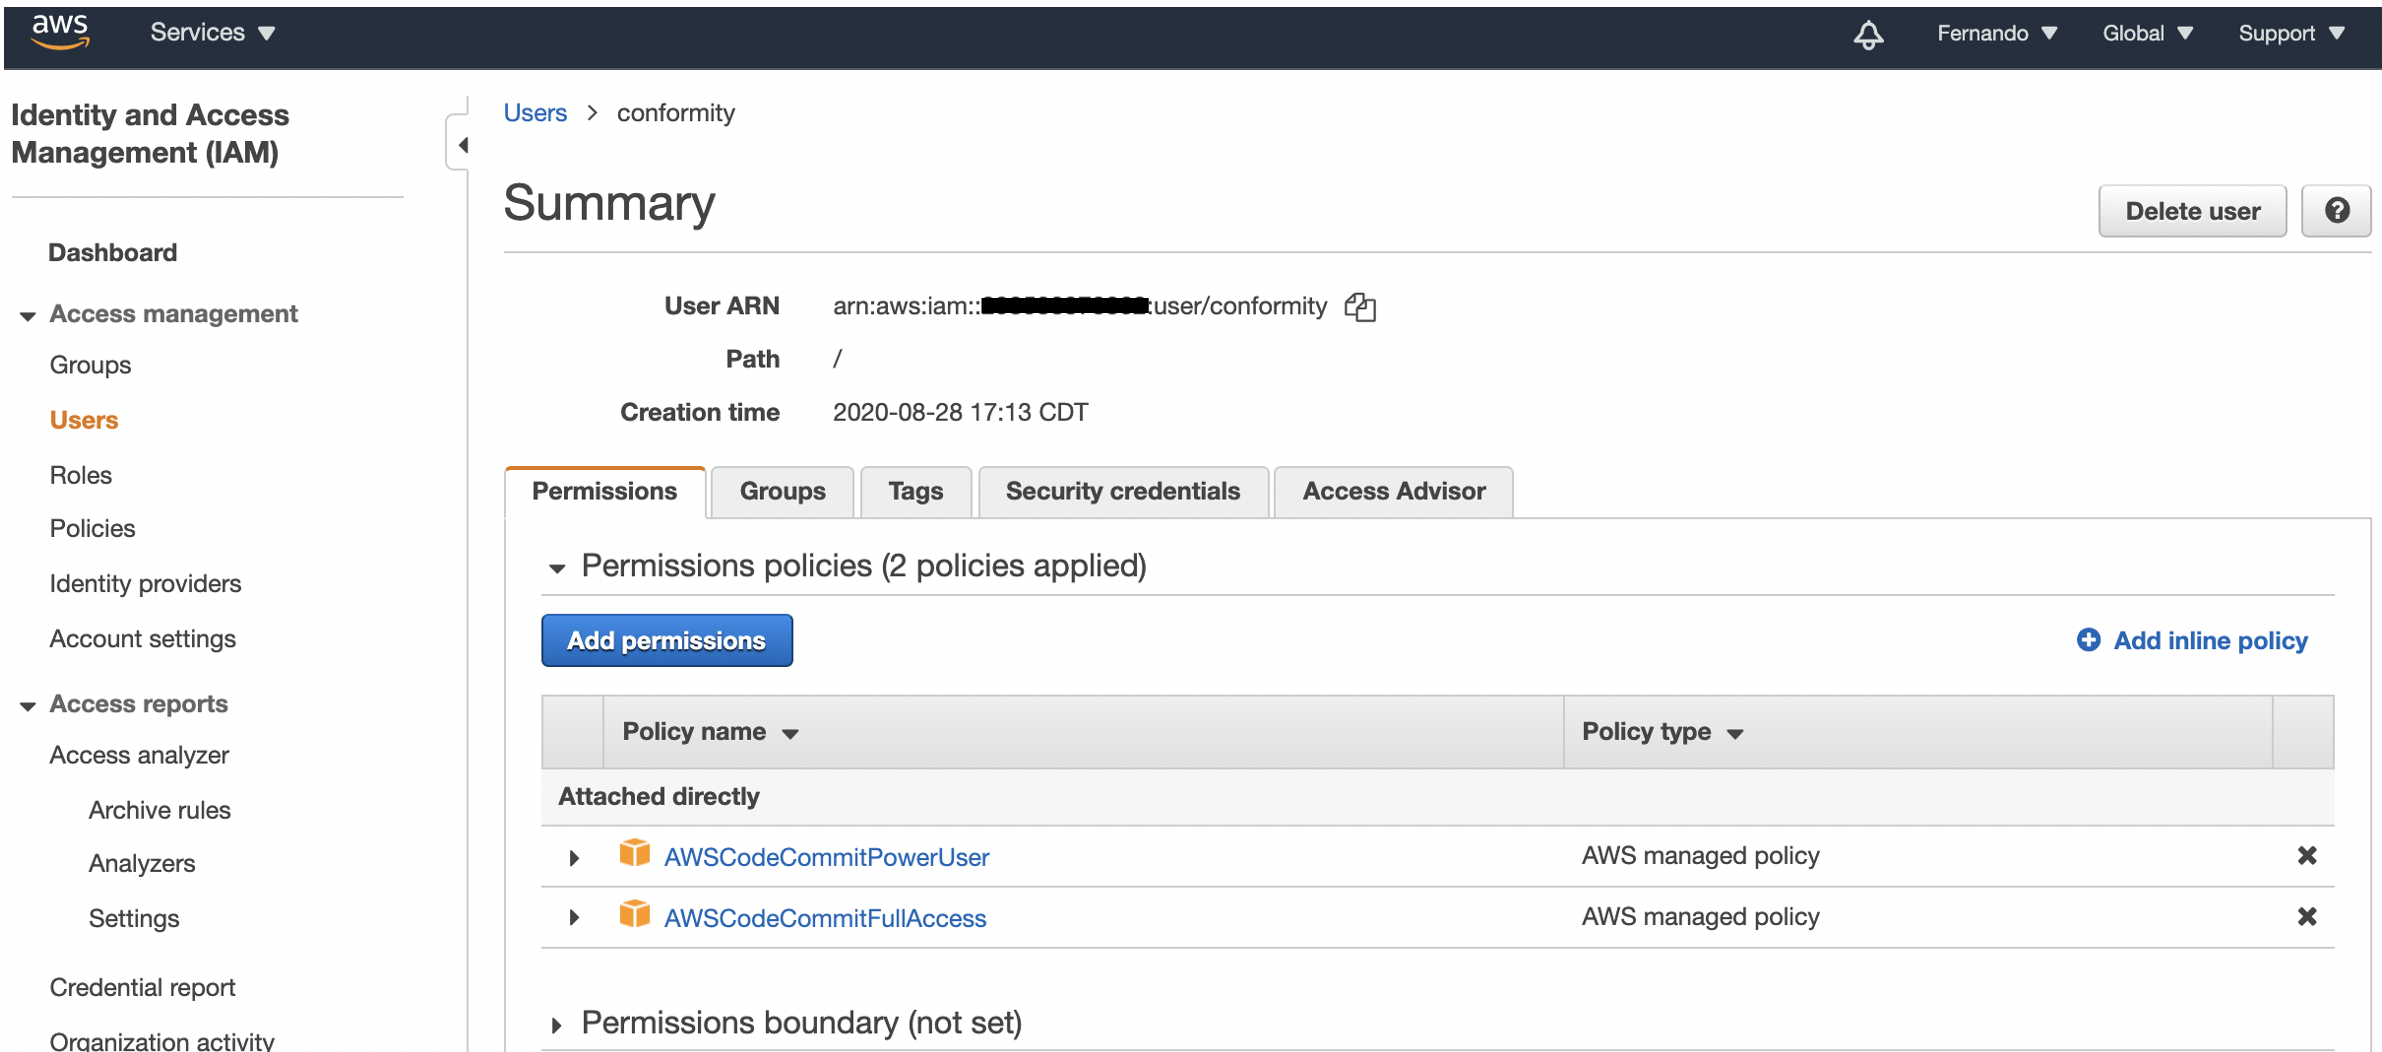 aws Services Fernando Global Support
Identity and Access
Management (IAM)
Dashboard
Access management
Groups
Users
Roles
Policies
Identity providers
Account settings
Access reports
Access analyzer
Archive rules
Analyzers
Settings
Credential report
Organization activity
Users > conformity
Summary
Delete user ?
User ARN arn:aws:iam:: :user/conformity
Path /
Creation time 2020-08-28 17:13 CDT
Permissions Groups Tags Security credentials Access Advisor
Permissions policies (2 policies applied)
Add permissions Add inline policy
Policy name Policy type
Attached directly
AWSCodeCommitPowerUser AWS managed policy
AWSCodeCommitFullAccess AWS managed policy
Permissions boundary (not set)